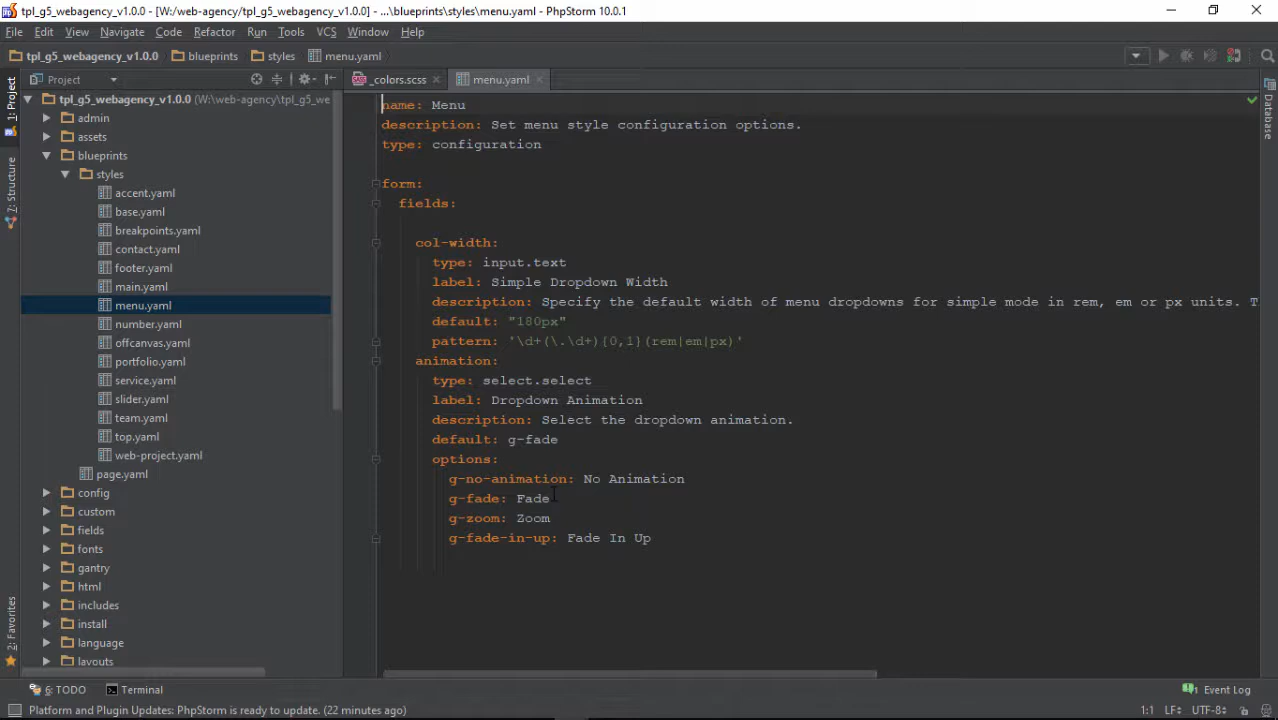 tpl_g5_webagency_v1.0.0 - [W:/web-agency/tpl_g5_webagency_v1.0.0] - ...\blueprints\styles\menu.yaml - PhpStorm 10.0.1
File Edit View Navigate Code Refactor Run Tools VCS Window Help
tpl_g5_webagency_v1.0.0 blueprints styles menu.yaml
1: Project
7: Structure
2: Favorites
Project
tpl_g5_webagency_v1.0.0 (W:\web-agency\tpl_g5_we
admin
assets
blueprints
styles
accent.yaml
base.yaml
breakpoints.yaml
contact.yaml
footer.yaml
main.yaml
menu.yaml
number.yaml
offcanvas.yaml
portfolio.yaml
service.yaml
slider.yaml
team.yaml
top.yaml
web-project.yaml
page.yaml
config
custom
fields
fonts
gantry
html
includes
install
language
layouts
_colors.scss menu.yaml
name: Menu
description: Set menu style configuration options.
type: configuration
form:
fields:
col-width:
type: input.text
label: Simple Dropdown Width
description: Specify the default width of menu dropdowns for simple mode in rem, em or px units. T
default: "180px"
pattern: '\d+(\.\d+){0,1}(rem|em|px)'
animation:
type: select.select
label: Dropdown Animation
description: Select the dropdown animation.
default: g-fade
options:
g-no-animation: No Animation
g-fade: Fade
g-zoom: Zoom
g-fade-in-up: Fade In Up
Database
6: TODO Terminal 1 Event Log
Platform and Plugin Updates: PhpStorm is ready to update. (22 minutes ago) 1:1 LF UTF-8